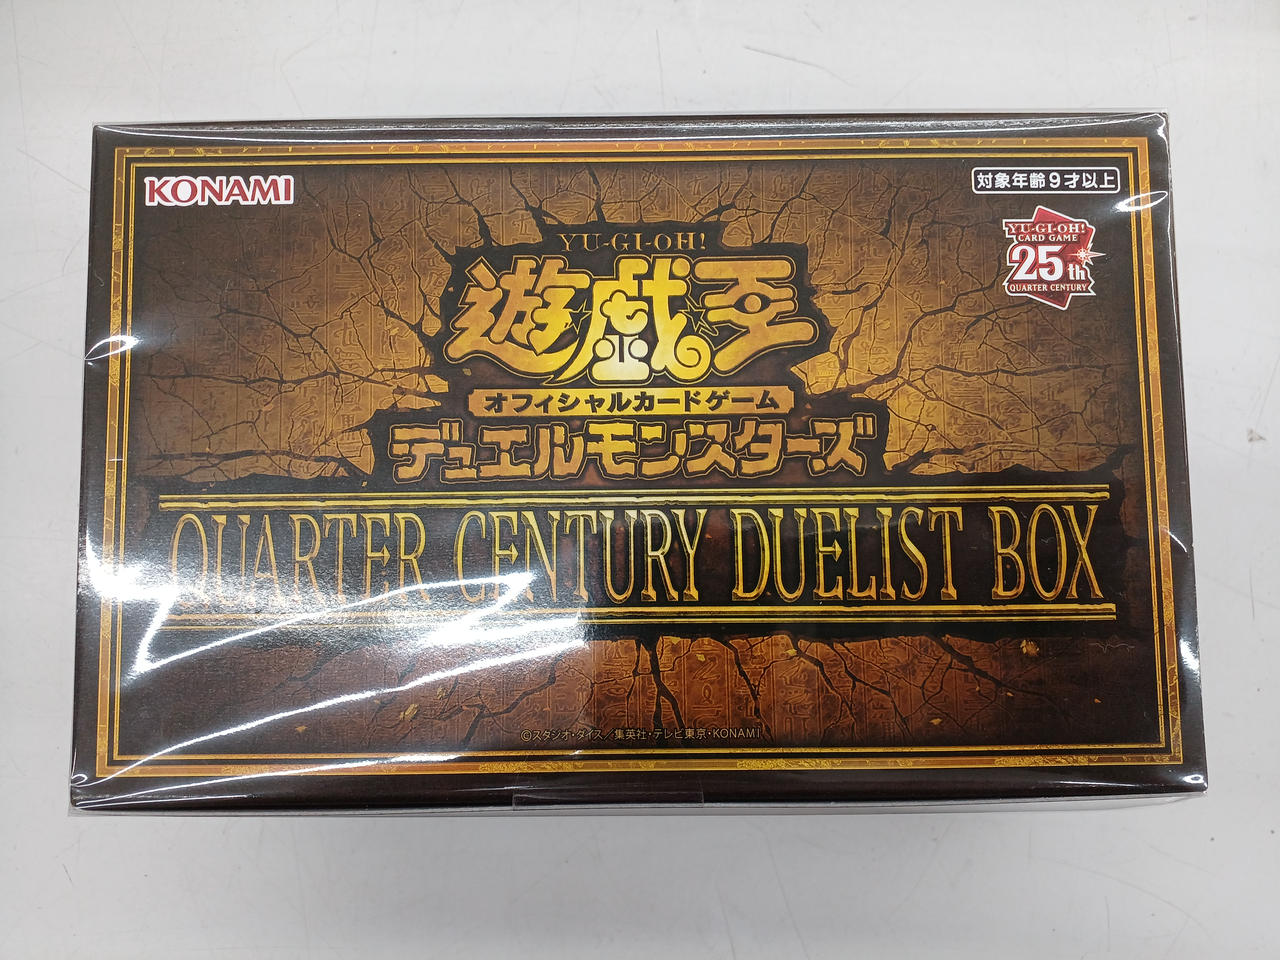 KONAMI
対象年齢9才以上
YU-GI-OH!
CARD GAME
25th
QUARTER CENTURY
YU-GI-OH!
遊戯王
オフィシャルカードゲーム
デュエルモンスターズ
QUARTER CENTURY DUELIST BOX
©スタジオ・ダイス／集英社・テレビ東京・KONAMI